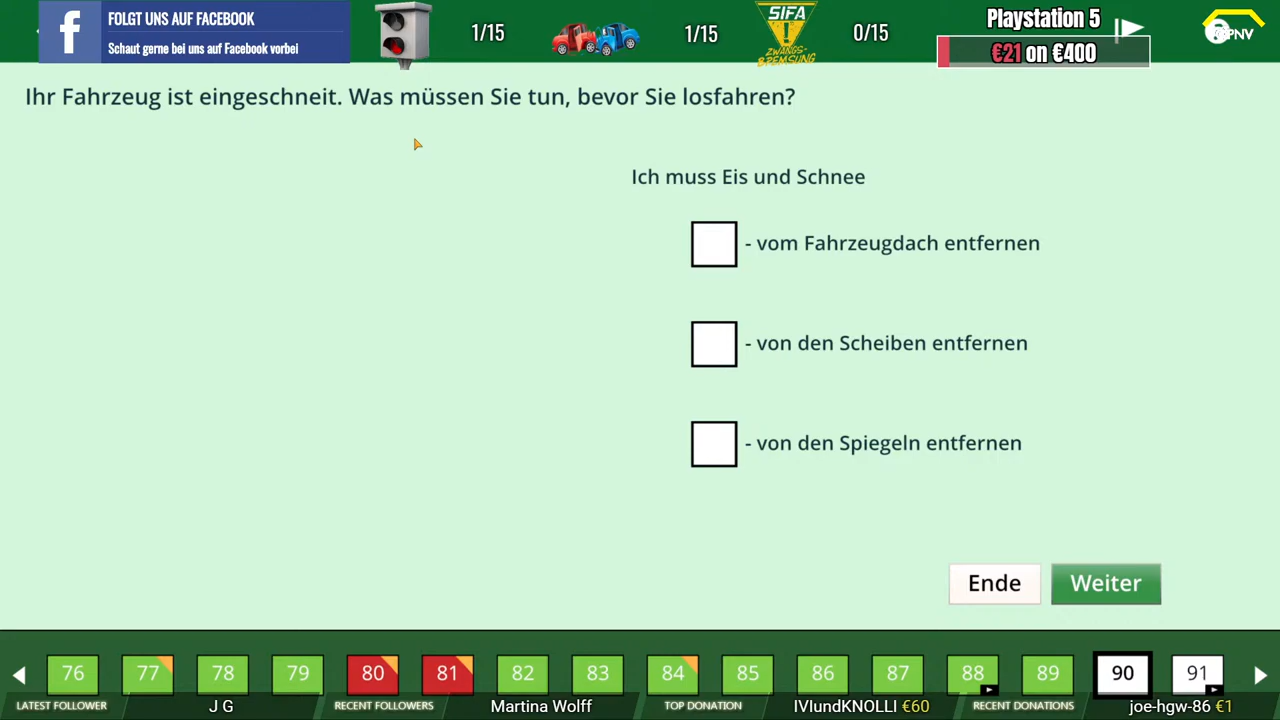 FOLGT UNS AUF FACEBOOK
Schaut gerne bei uns auf Facebook vorbei
1/15
1/15
SIFA
ZWANGS-
BREMSUNG
0/15
Playstation 5
€21 on €400
Ihr Fahrzeug ist eingeschneit. Was müssen Sie tun, bevor Sie losfahren?
Ich muss Eis und Schnee
- vom Fahrzeugdach entfernen
- von den Scheiben entfernen
- von den Spiegeln entfernen
Ende
Weiter
76 77 78 79 80 81 82 83 84 85 86 87 88 89 90 91
LATEST FOLLOWER J G RECENT FOLLOWERS Martina Wolff TOP DONATION IVIundKNOLLI €60 RECENT DONATIONS joe-hgw-86 €1